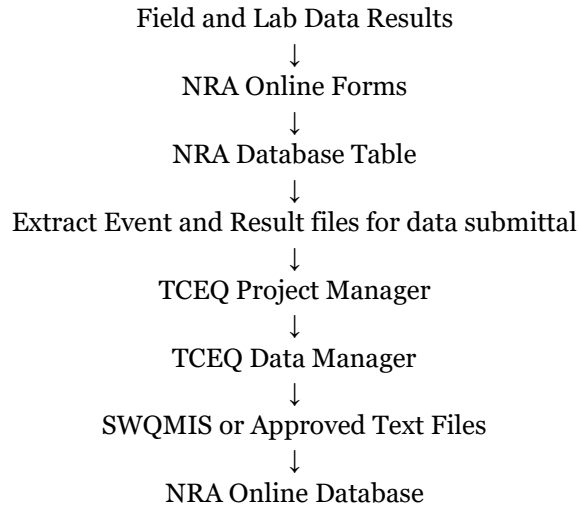 Field and Lab Data Results
↓
NRA Online Forms
↓
NRA Database Table
↓
Extract Event and Result files for data submittal
↓
TCEQ Project Manager
↓
TCEQ Data Manager
↓
SWQMIS or Approved Text Files
↓
NRA Online Database